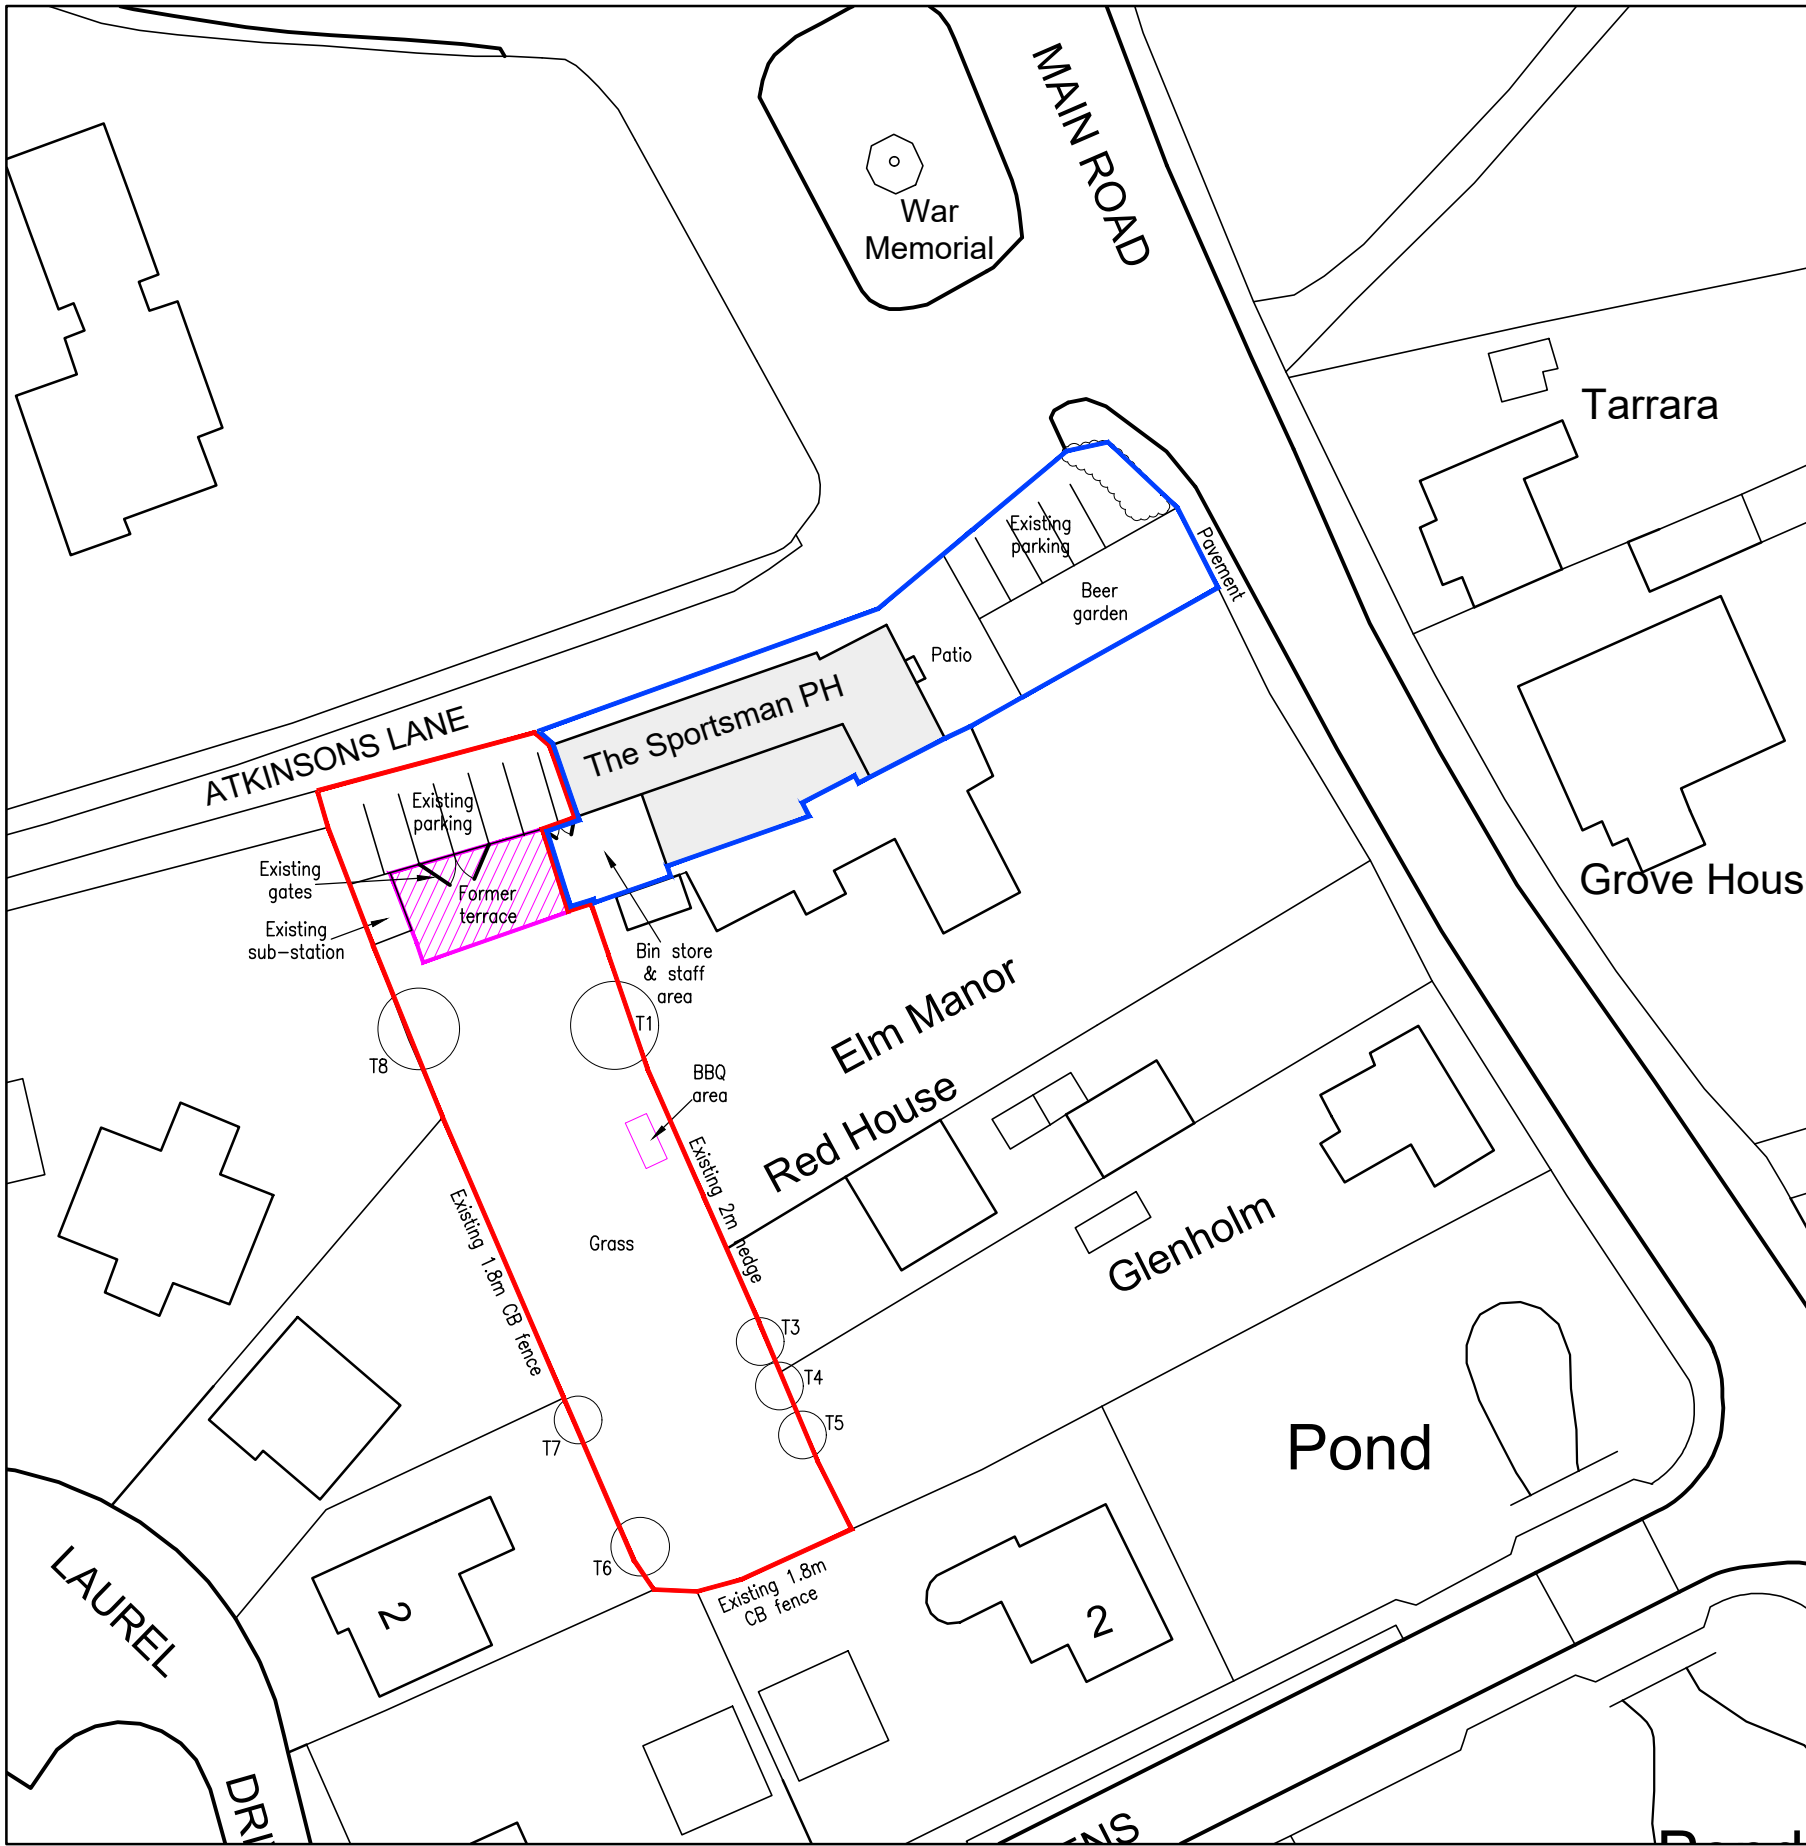 MAIN ROAD
War
Memorial
Tarrara
Existing
parking
Pavement
Beer
garden
Patio
The Sportsman PH
ATKINSONS LANE
Existing
parking
Existing
gates
Former
terrace
Existing
sub-station
Grove Hous
Bin store
& staff
area
Elm Manor
T1
T8
BBQ
area
Red House
Existing 2m hedge
Existing 1.8m CB fence
Grass
Glenholm
T3
T4
T5
T7
Pond
T6
Existing 1.8m
CB fence
LAUREL
2
2
DRI